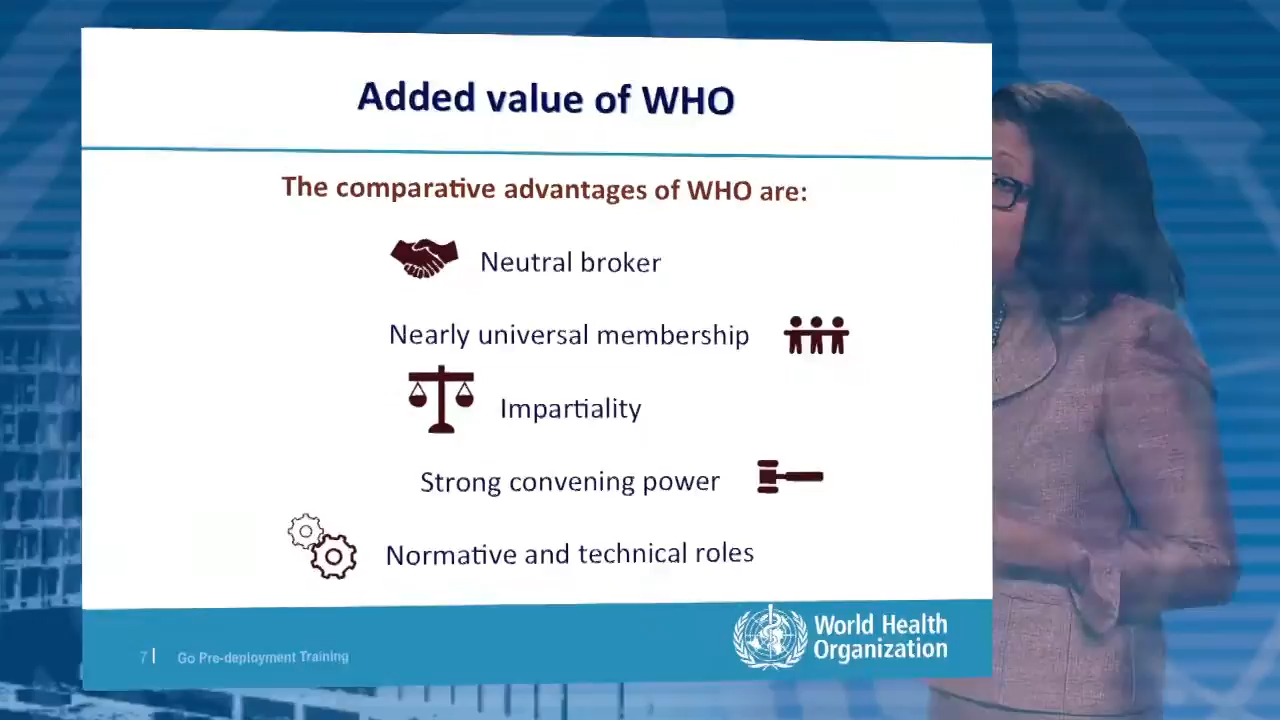 Added value of WHO
The comparative advantages of WHO are:
Neutral broker
Nearly universal membership
Impartiality
Strong convening power
Normative and technical roles
7 | Go Pre-deployment Training
World Health
Organization